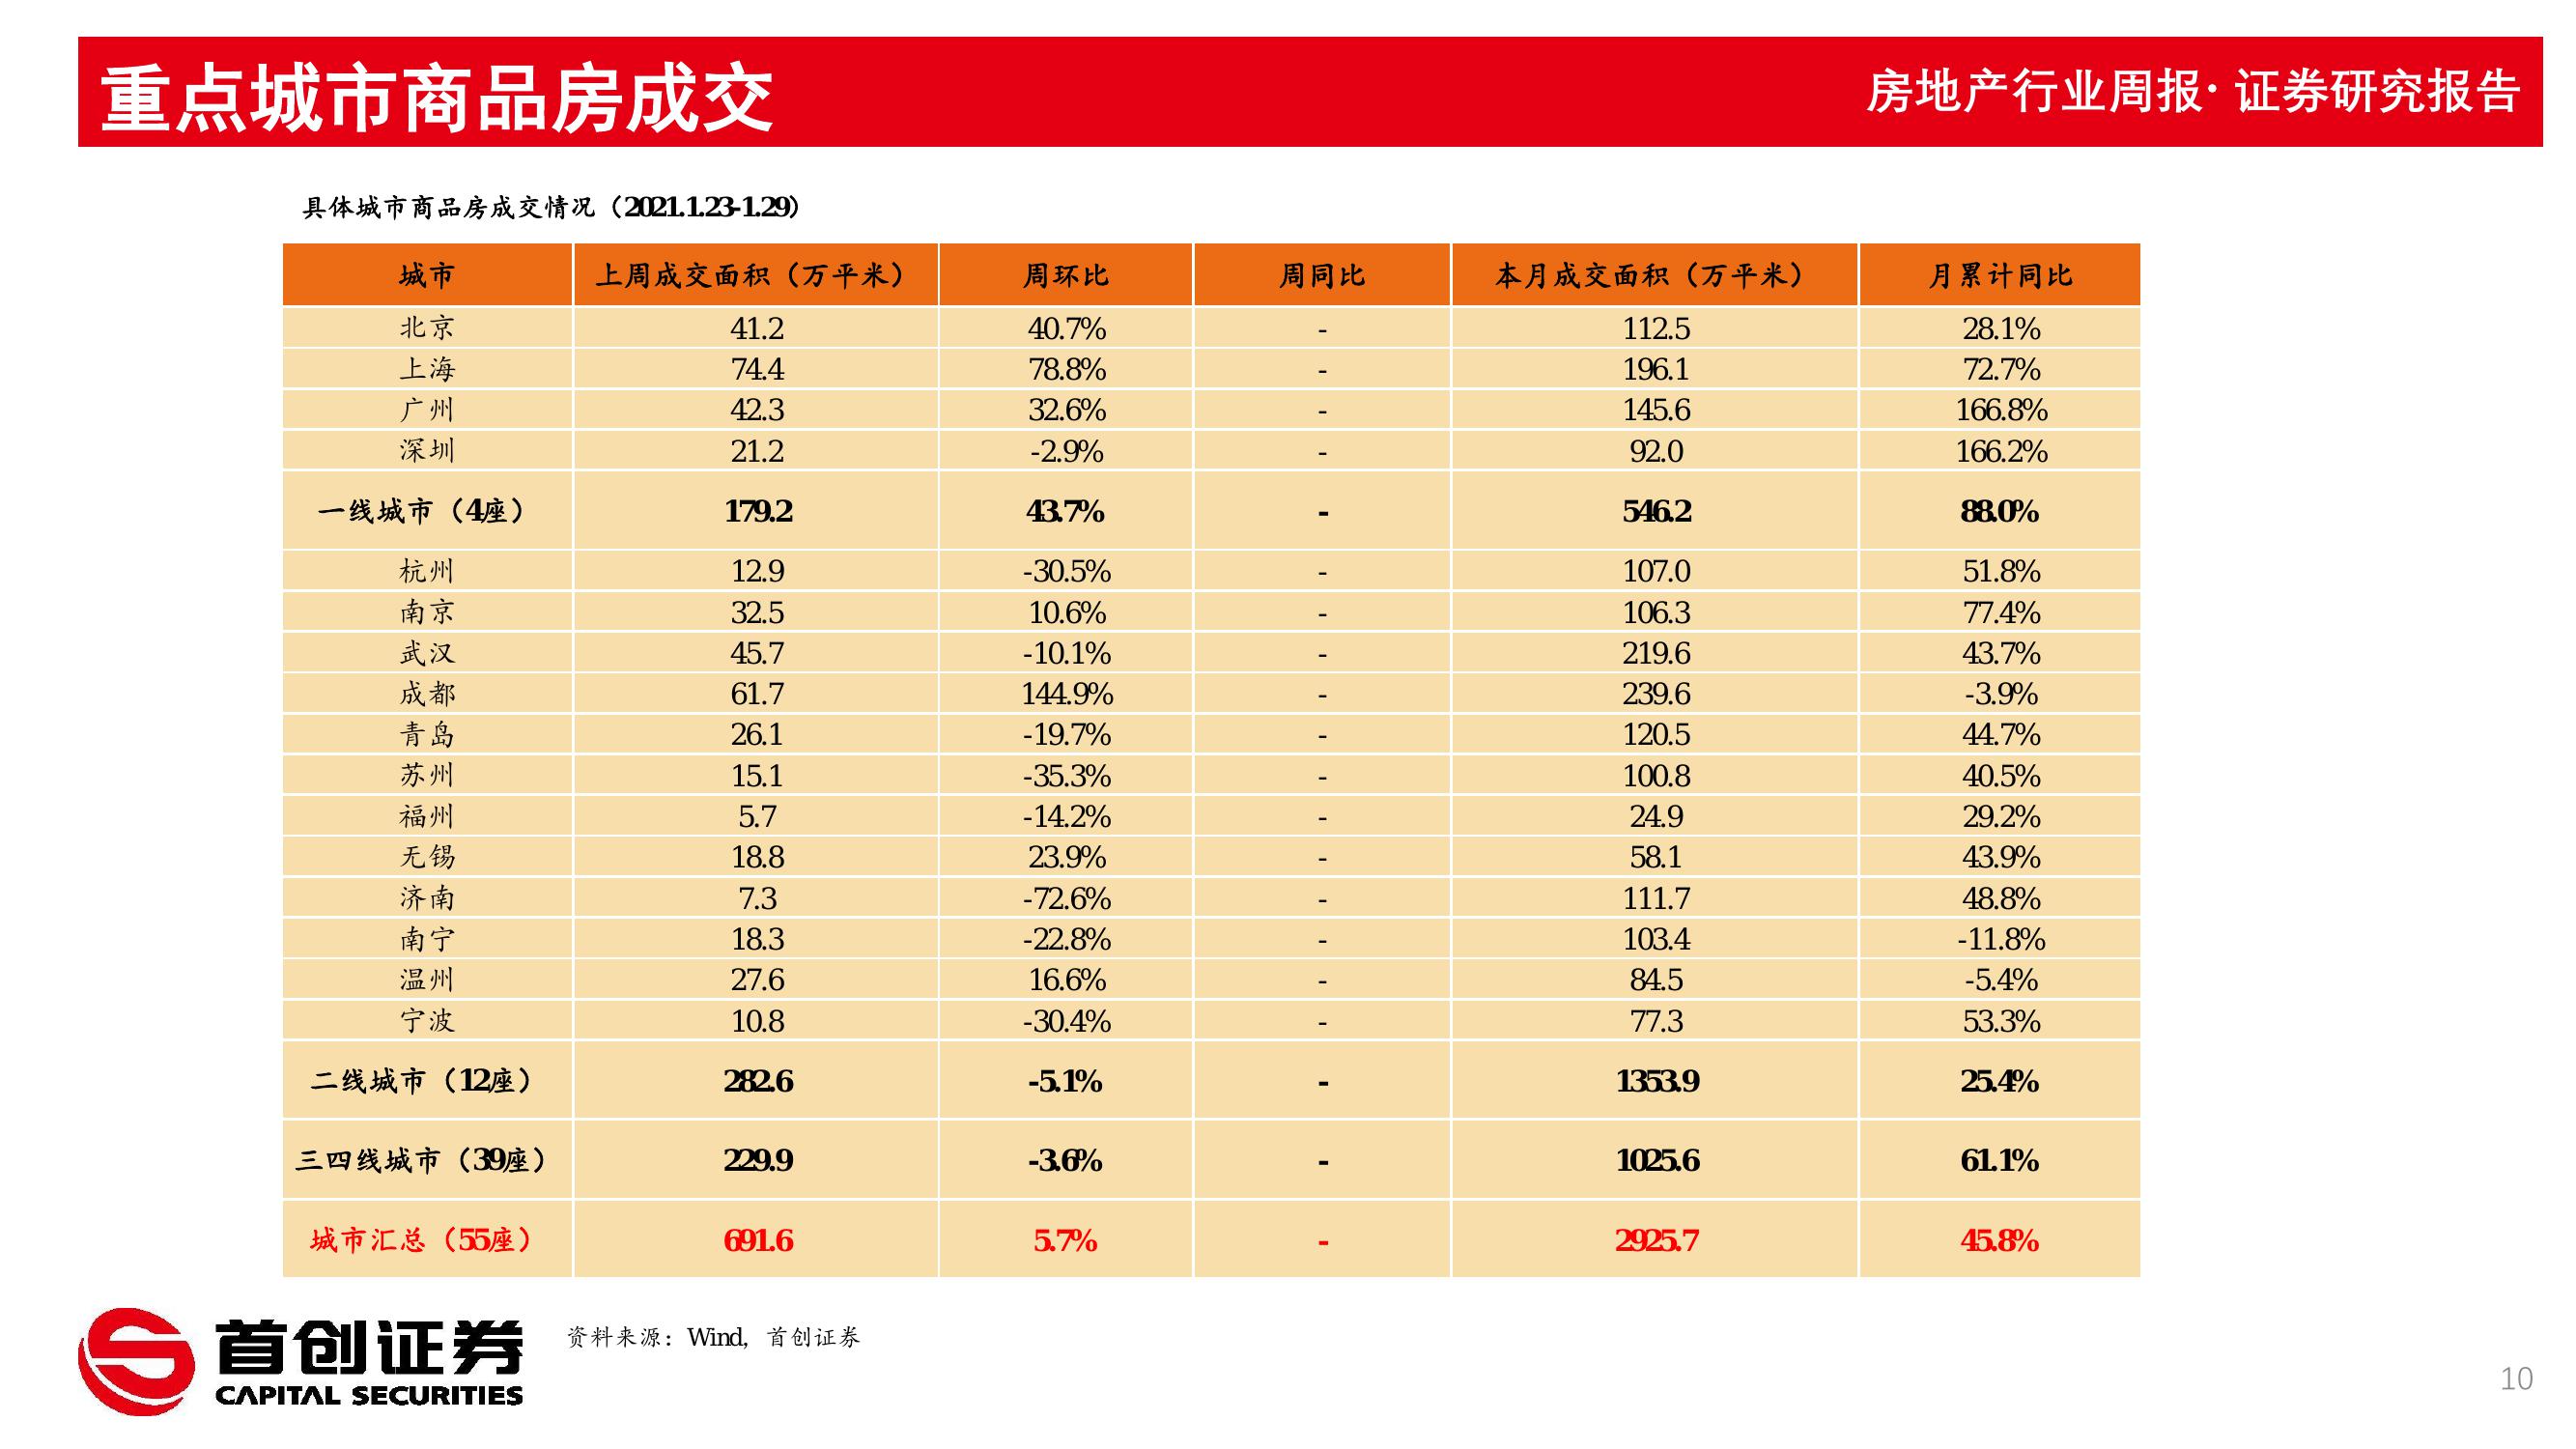 重点城市商品房成交
房地产行业周报·证券研究报告
具体城市商品房成交情况（2021.1.23-1.29）
城市 上周成交面积（万平米） 周环比 周同比 本月成交面积（万平米） 月累计同比
北京 41.2 40.7% - 112.5 28.1%
上海 74.4 78.8% - 196.1 72.7%
广州 42.3 32.6% - 145.6 166.8%
深圳 21.2 -2.9% - 92.0 166.2%
一线城市（4座） 179.2 43.7% - 546.2 88.0%
杭州 12.9 -30.5% - 107.0 51.8%
南京 32.5 10.6% - 106.3 77.4%
武汉 45.7 -10.1% - 219.6 43.7%
成都 61.7 144.9% - 239.6 -3.9%
青岛 26.1 -19.7% - 120.5 44.7%
苏州 15.1 -35.3% - 100.8 40.5%
福州 5.7 -14.2% - 24.9 29.2%
无锡 18.8 23.9% - 58.1 43.9%
济南 7.3 -72.6% - 111.7 48.8%
南宁 18.3 -22.8% - 103.4 -11.8%
温州 27.6 16.6% - 84.5 -5.4%
宁波 10.8 -30.4% - 77.3 53.3%
二线城市（12座） 282.6 -5.1% - 1353.9 25.4%
三四线城市（39座） 229.9 -3.6% - 1025.6 61.1%
城市汇总（55座） 691.6 5.7% - 2925.7 45.8%
首创证券
CAPITAL SECURITIES
资料来源：Wind，首创证券
10